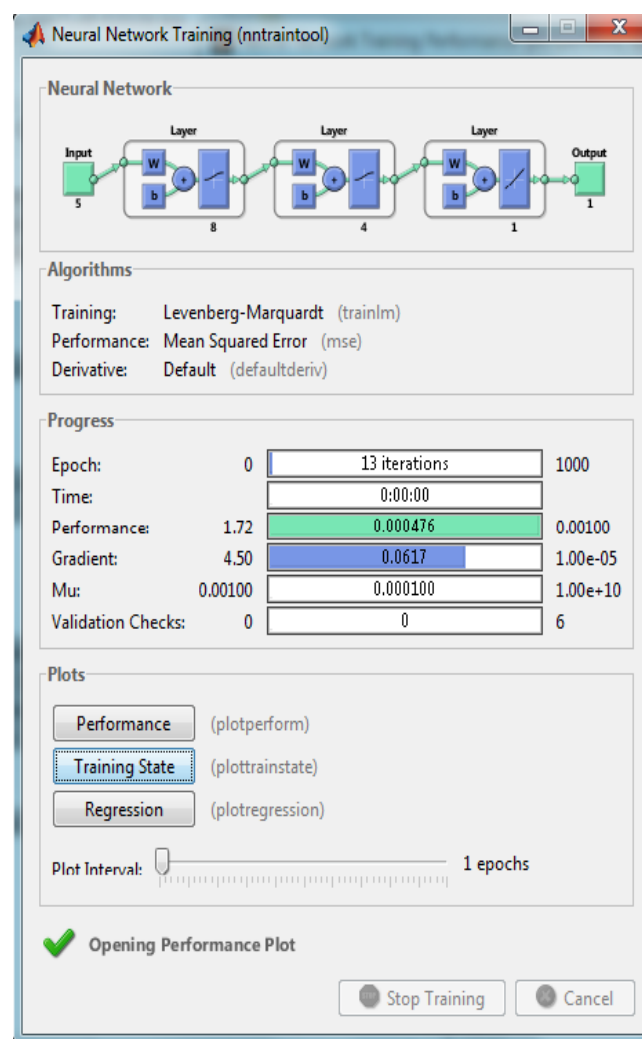 Neural Network Training (nntraintool)
Neural Network
Layer Layer Layer
Input Output
W W W
b b b
5 1
8 4 1
Algorithms
Training: Levenberg-Marquardt (trainlm)
Performance: Mean Squared Error (mse)
Derivative: Default (defaultderiv)
Progress
Epoch: 0 13 iterations 1000
Time: 0:00:00
Performance: 1.72 0.000476 0.00100
Gradient: 4.50 0.0617 1.00e-05
Mu: 0.00100 0.000100 1.00e+10
Validation Checks: 0 0 6
Plots
Performance (plotperform)
Training State (plottrainstate)
Regression (plotregression)
Plot Interval: 1 epochs
Opening Performance Plot
Stop Training Cancel